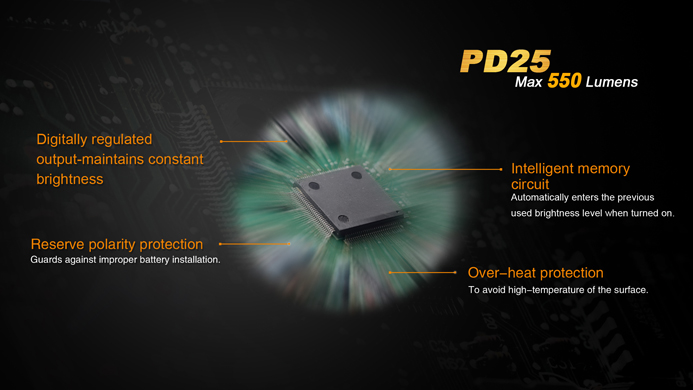 PD25
Max 550 Lumens
Digitally regulated
output-maintains constant
brightness
Intelligent memory
circuit
Automatically enters the previous
used brightness level when turned on.
Reserve polarity protection
Guards against improper battery installation.
Over-heat protection
To avoid high-temperature of the surface.